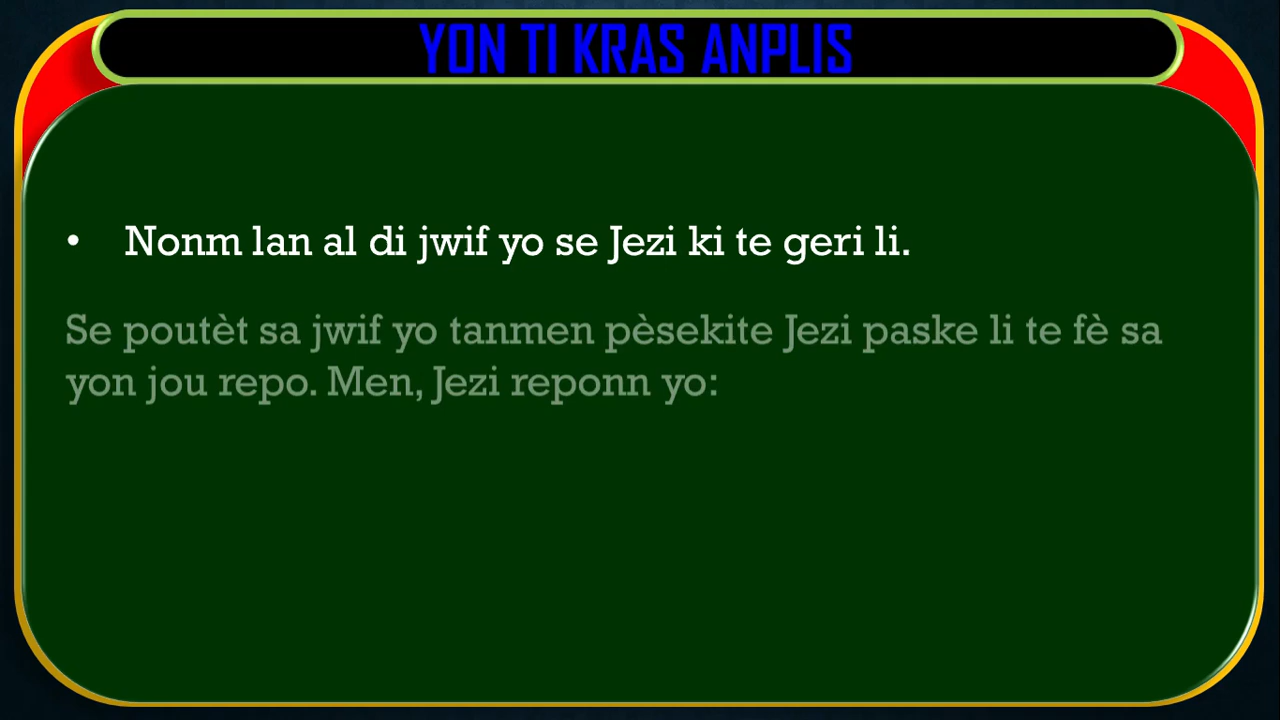 YON TI KRAS ANPLIS
• Nonm lan al di jwif yo se Jezi ki te geri li.
Se poutèt sa jwif yo tanmen pèsekite Jezi paske li te fè sa
yon jou repo. Men, Jezi reponn yo: